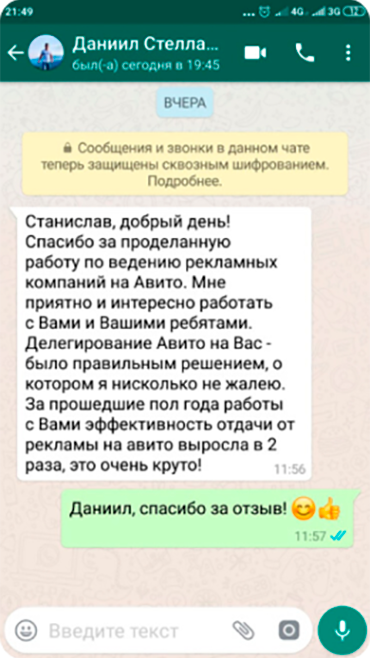 21:49 ... 4G 3G 12
Даниил Стелла...
был(-а) сегодня в 19:45
ВЧЕРА
Сообщения и звонки в данном чате
теперь защищены сквозным шифрованием.
Подробнее.
Станислав, добрый день!
Спасибо за проделанную
работу по ведению рекламных
компаний на Авито. Мне
приятно и интересно работать
с Вами и Вашими ребятами.
Делегирование Авито на Вас -
было правильным решением, о
котором я нисколько не жалею.
За прошедшие пол года работы
с Вами эффективность отдачи от
рекламы на авито выросла в 2
раза, это очень круто!
11:56
Даниил, спасибо за отзыв! 😊👍
11:57
Введите текст